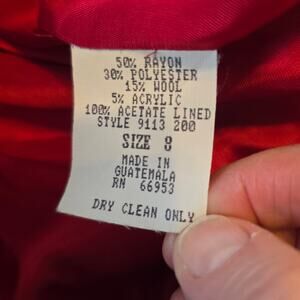 50% RAYON
30% POLYESTER
15% WOOL
5% ACRYLIC
100% ACETATE LINED
STYLE 9113 200
SIZE 8
MADE IN
GUATEMALA
RN 66953
DRY CLEAN ONLY